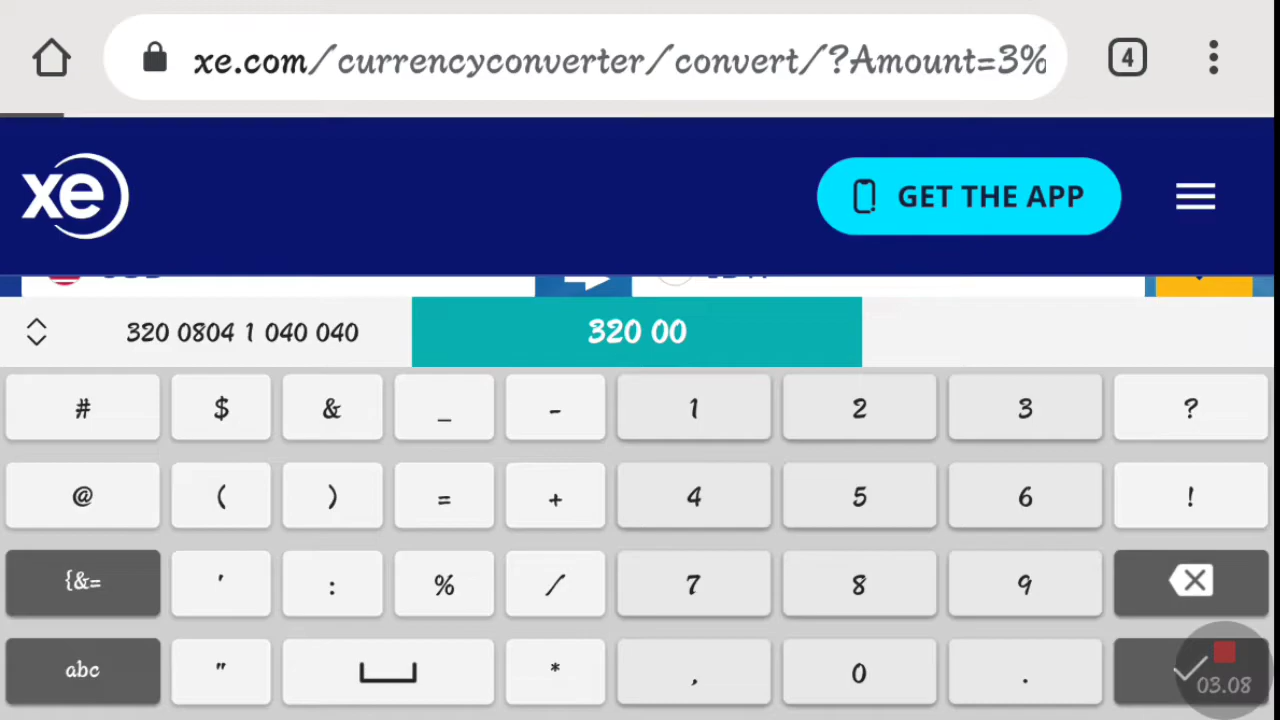 xe.com/currencyconverter/convert/?Amount=3%
4
xe
GET THE APP
320 0804 1 040 040
320 00
# $ & _ - 1 2 3 ?
@ ( ) = + 4 5 6 !
{&= ' : % / 7 8 9
abc " * , 0 .
03.08